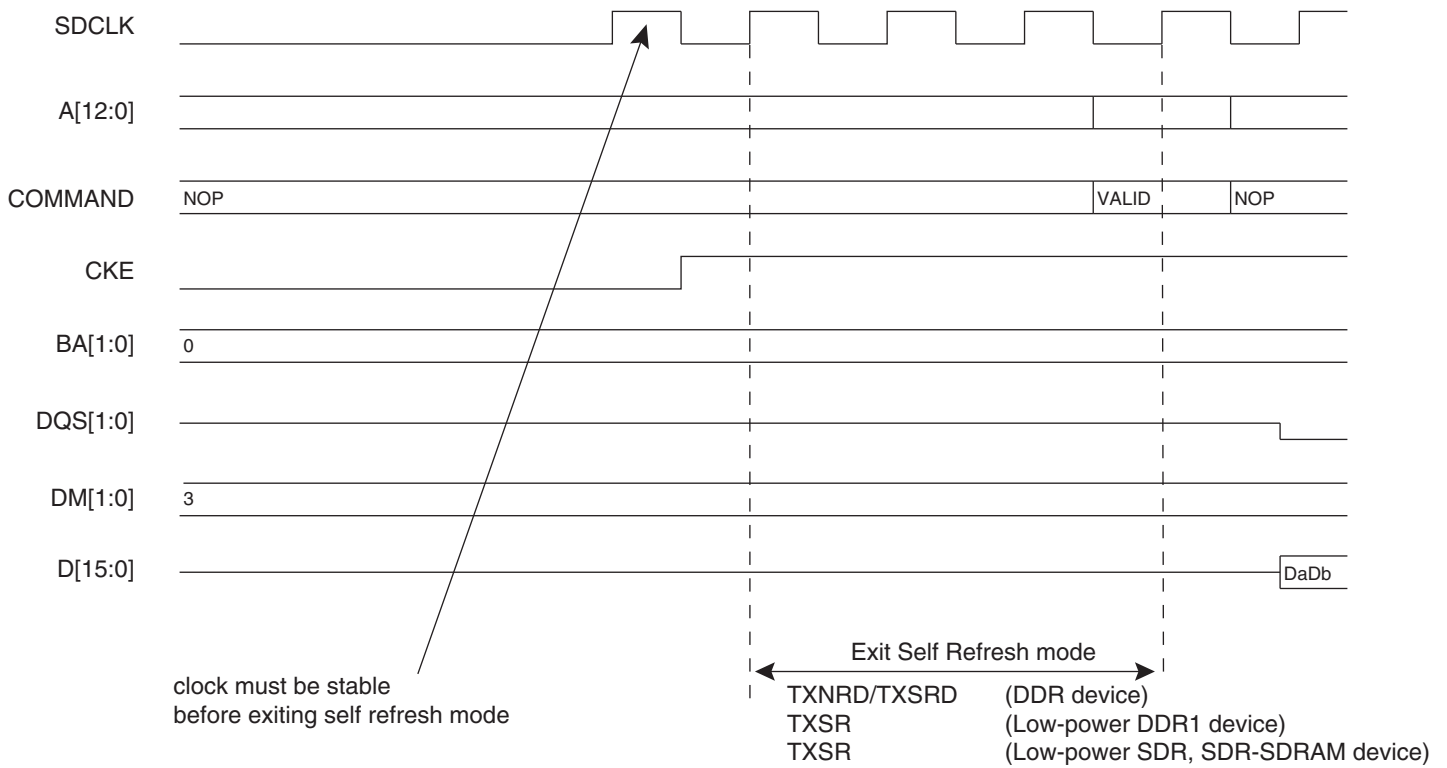 SDCLK
A[12:0]
COMMAND NOP VALID NOP
CKE
BA[1:0] 0
DQS[1:0]
DM[1:0] 3
D[15:0] DaDb
Exit Self Refresh mode
clock must be stable
before exiting self refresh mode
TXNRD/TXSRD (DDR device)
TXSR (Low-power DDR1 device)
TXSR (Low-power SDR, SDR-SDRAM device)